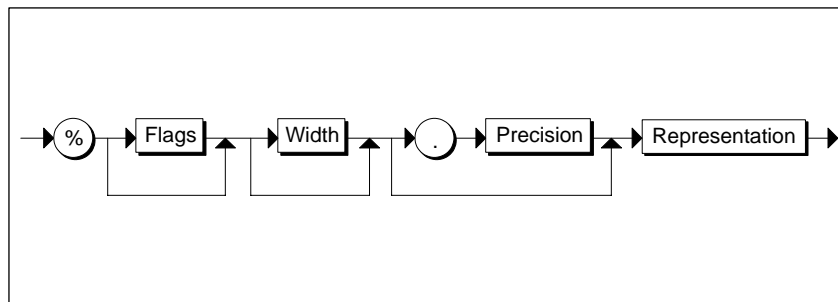 % Flags Width . Precision Representation